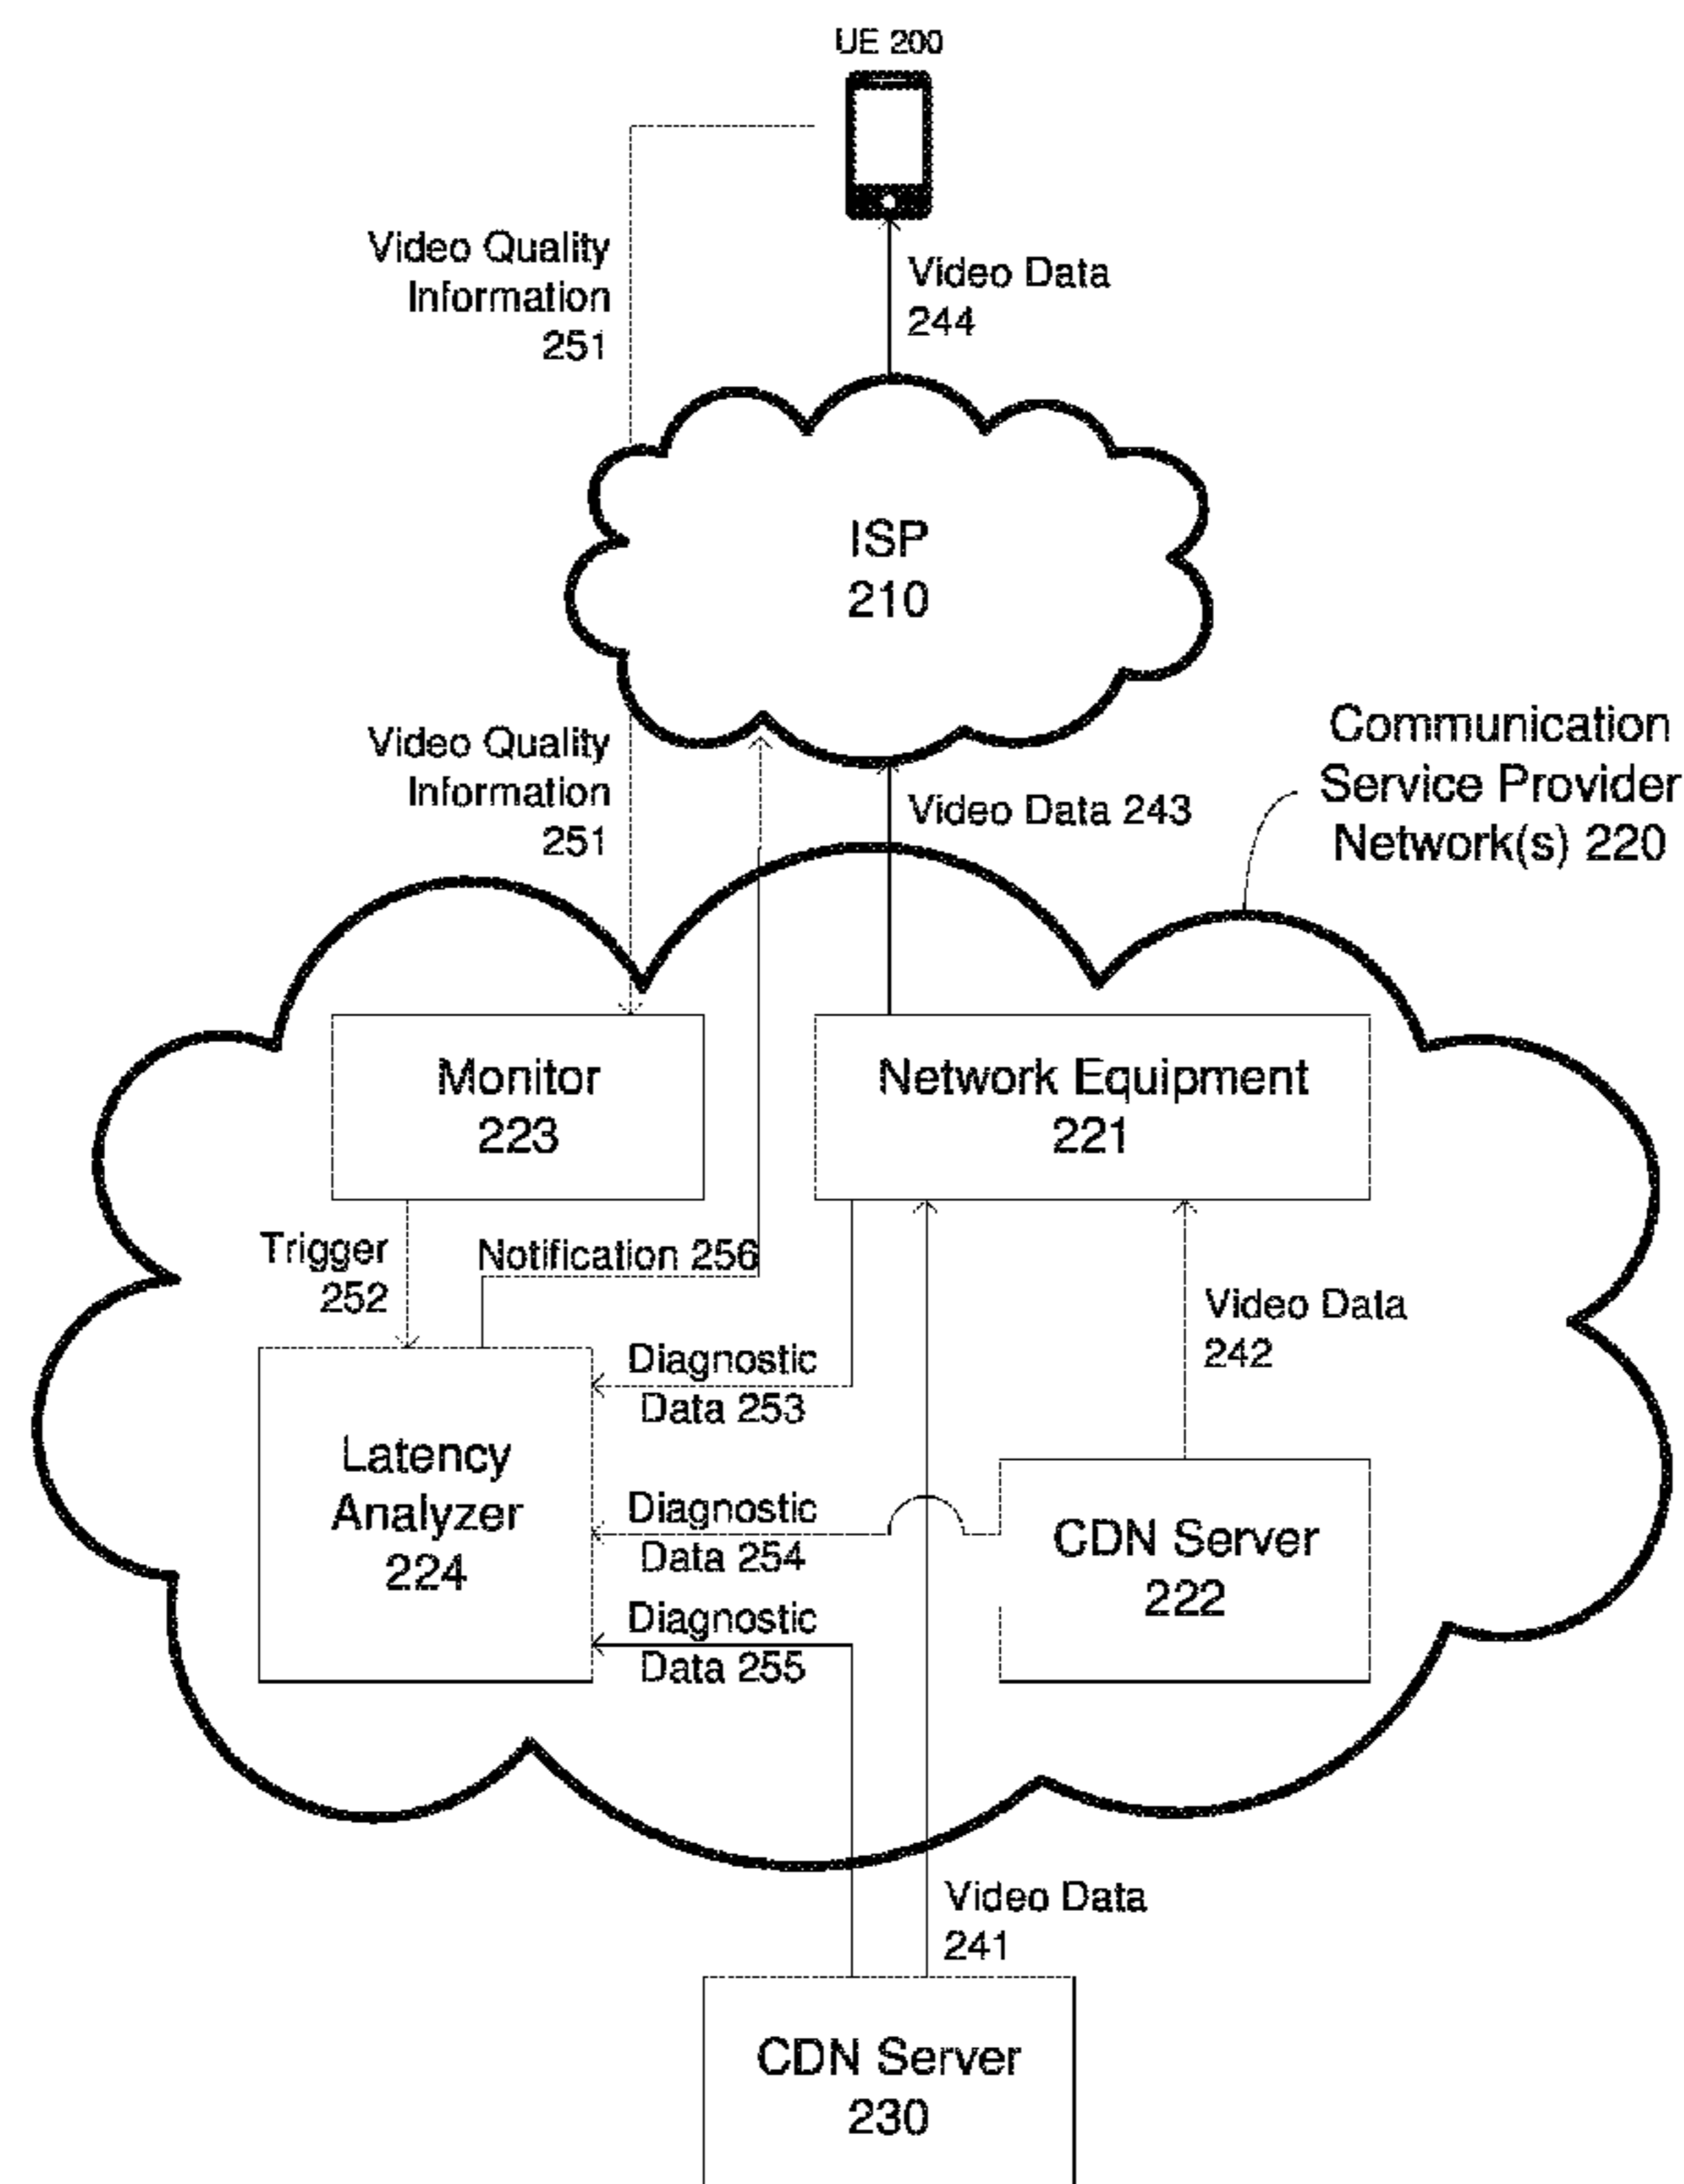 UE 200
Video Quality
Information
251
Video Data
244
ISP
210
Video Quality
Information
251
Video Data 243
Communication
Service Provider
Network(s) 220
Monitor
223
Network Equipment
221
Trigger
252
Notification 256
Video Data
242
Diagnostic
Data 253
Latency
Analyzer
224
Diagnostic
Data 254
CDN Server
222
Diagnostic
Data 255
Video Data
241
CDN Server
230